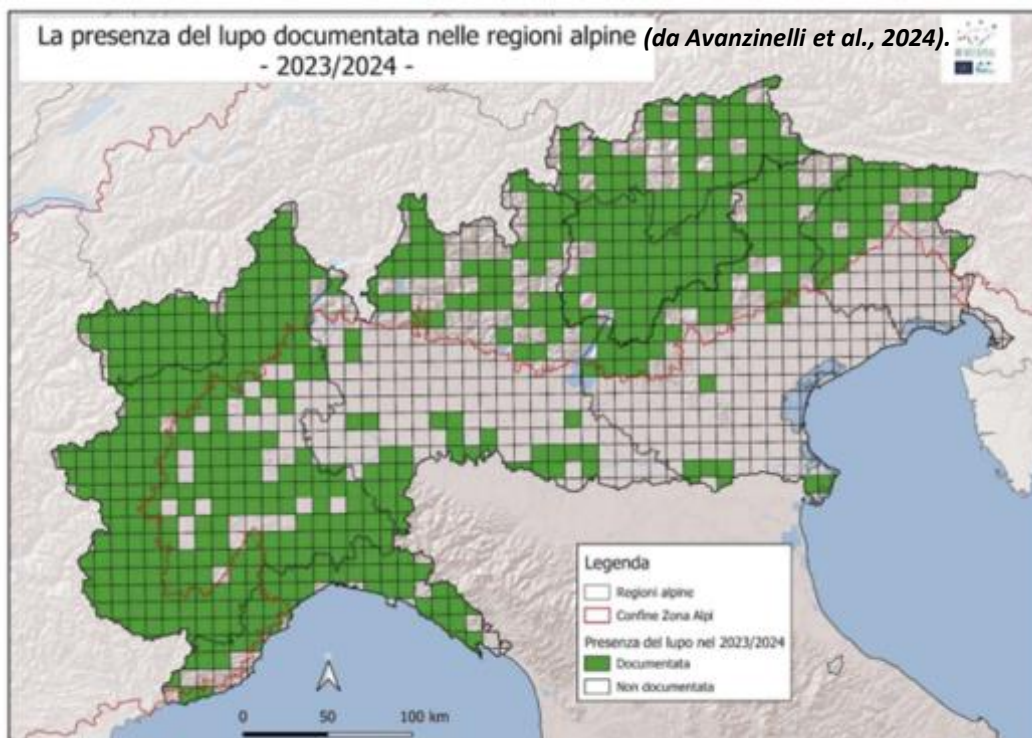 La presenza del lupo documentata nelle regioni alpine (da Avanzinelli et al., 2024).
- 2023/2024 -
Legenda
Regioni alpine
Confine Zona Alpi
Presenza del lupo nel 2023/2024
Documentata
Non documentata
0 50 100 km